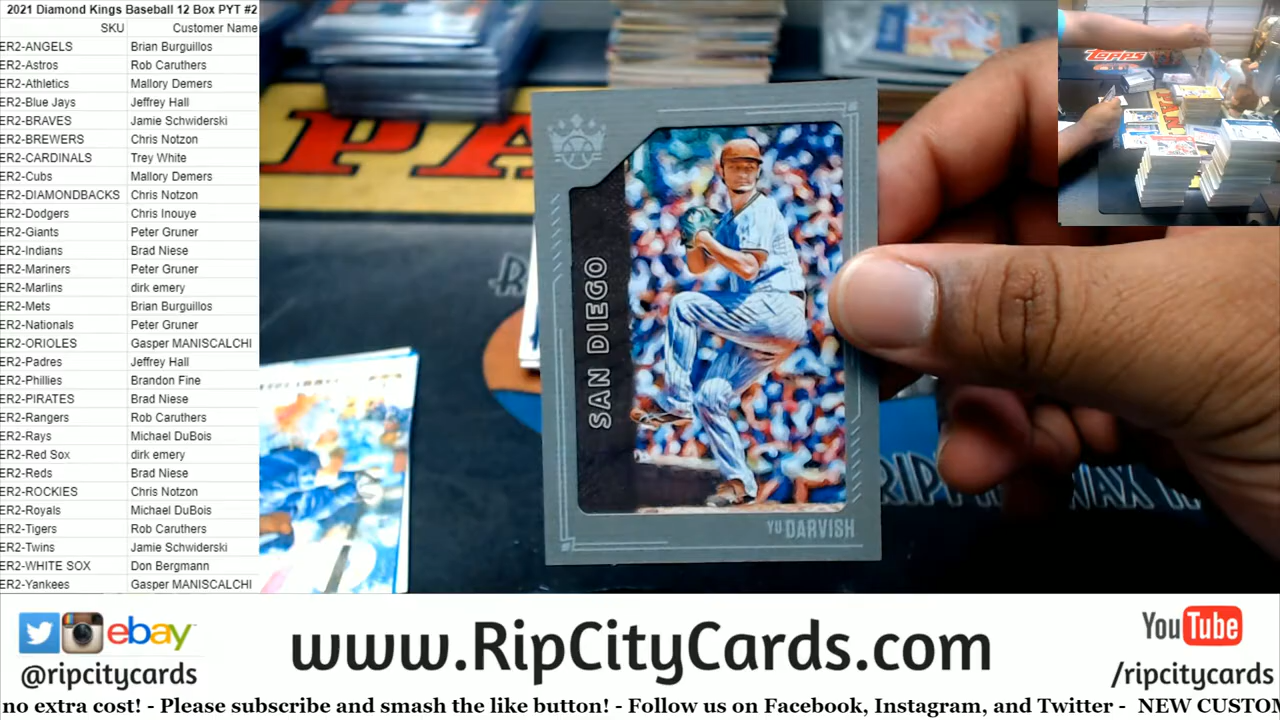 2021 Diamond Kings Baseball 12 Box PYT #2
SKU Customer Name
ER2-ANGELS Brian Burguillos
ER2-Astros Rob Caruthers
ER2-Athletics Mallory Demers
ER2-Blue Jays Jeffrey Hall
ER2-BRAVES Jamie Schwiderski
ER2-BREWERS Chris Notzon
ER2-CARDINALS Trey White
ER2-Cubs Mallory Demers
ER2-DIAMONDBACKS Chris Notzon
ER2-Dodgers Chris Inouye
ER2-Giants Peter Gruner
ER2-Indians Brad Niese
ER2-Mariners Peter Gruner
ER2-Marlins dirk emery
ER2-Mets Brian Burguillos
ER2-Nationals Peter Gruner
ER2-ORIOLES Gasper MANISCALCHI
ER2-Padres Jeffrey Hall
ER2-Phillies Brandon Fine
ER2-PIRATES Brad Niese
ER2-Rangers Rob Caruthers
ER2-Rays Michael DuBois
ER2-Red Sox dirk emery
ER2-Reds Brad Niese
ER2-ROCKIES Chris Notzon
ER2-Royals Michael DuBois
ER2-Tigers Rob Caruthers
ER2-Twins Jamie Schwiderski
ER2-WHITE SOX Don Bergmann
ER2-Yankees Gasper MANISCALCHI
PA
SAN DIEGO
YU DARVISH
Topps
ebay
@ripcitycards
www.RipCityCards.com
YouTube
/ripcitycards
no extra cost! - Please subscribe and smash the like button! - Follow us on Facebook, Instagram, and Twitter - NEW CUSTOM